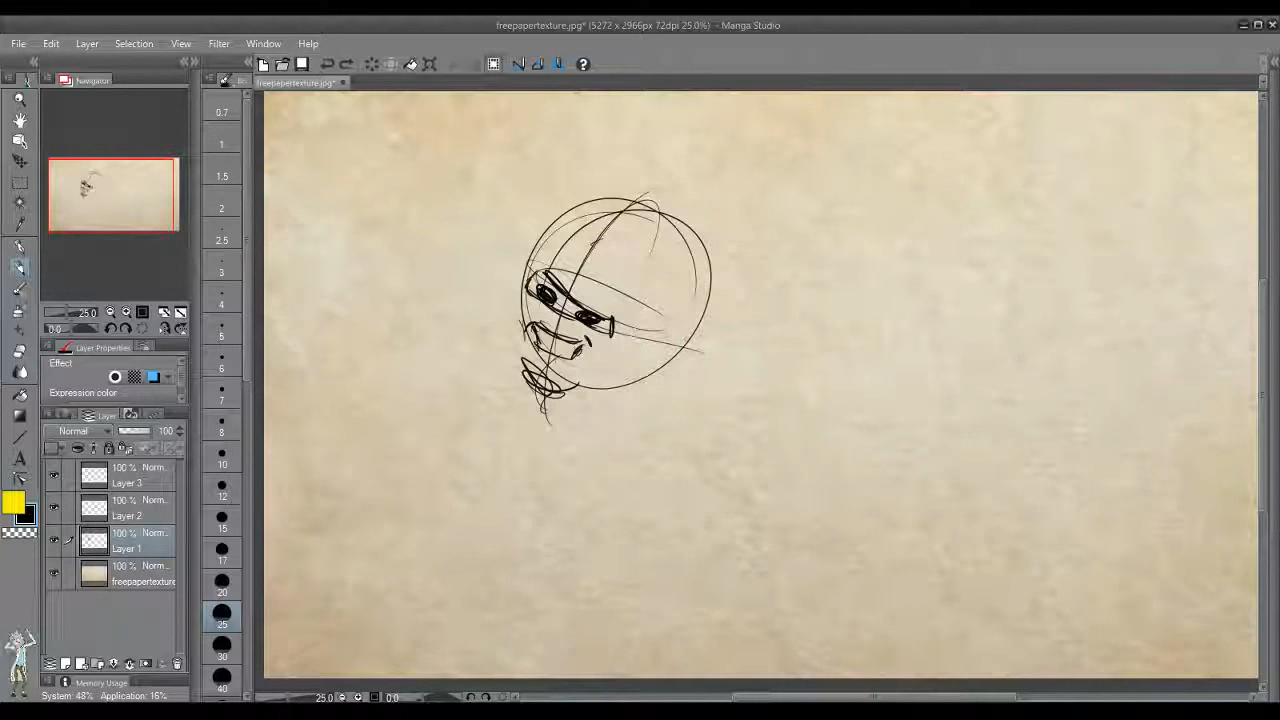 freepapertexture.jpg* (5272 x 2966px 72dpi 25.0%) - Manga Studio
File Edit Layer Selection View Filter Window Help
Navigator
freepapertexture.jpg*
0.7
1
1.5
2
2.5
3
4
5
6
7
8
10
12
15
17
20
25
30
40
25.0
0.0
Layer Properties
Effect
Expression color
Layer
Normal 100
100 % Norm..
Layer 3
100 % Norm..
Layer 2
100 % Norm..
Layer 1
100 % Norm..
freepapertexture
Memory Usage
System: 48% Application: 16%
25.0 0.0